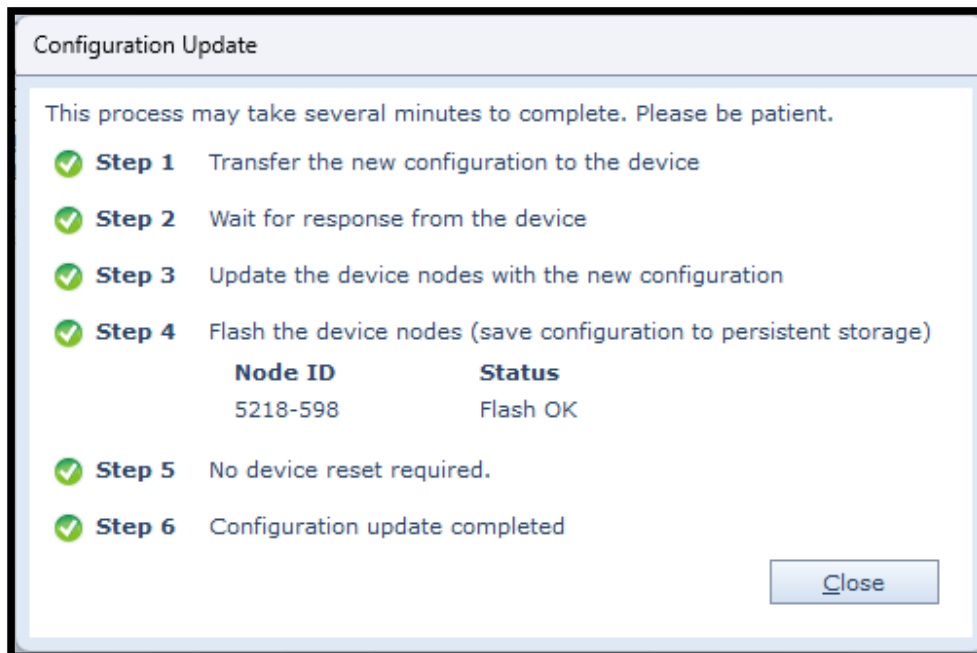 Configuration Update
This process may take several minutes to complete. Please be patient.
Step 1 Transfer the new configuration to the device
Step 2 Wait for response from the device
Step 3 Update the device nodes with the new configuration
Step 4 Flash the device nodes (save configuration to persistent storage)
Node ID Status
5218-598 Flash OK
Step 5 No device reset required.
Step 6 Configuration update completed
Close